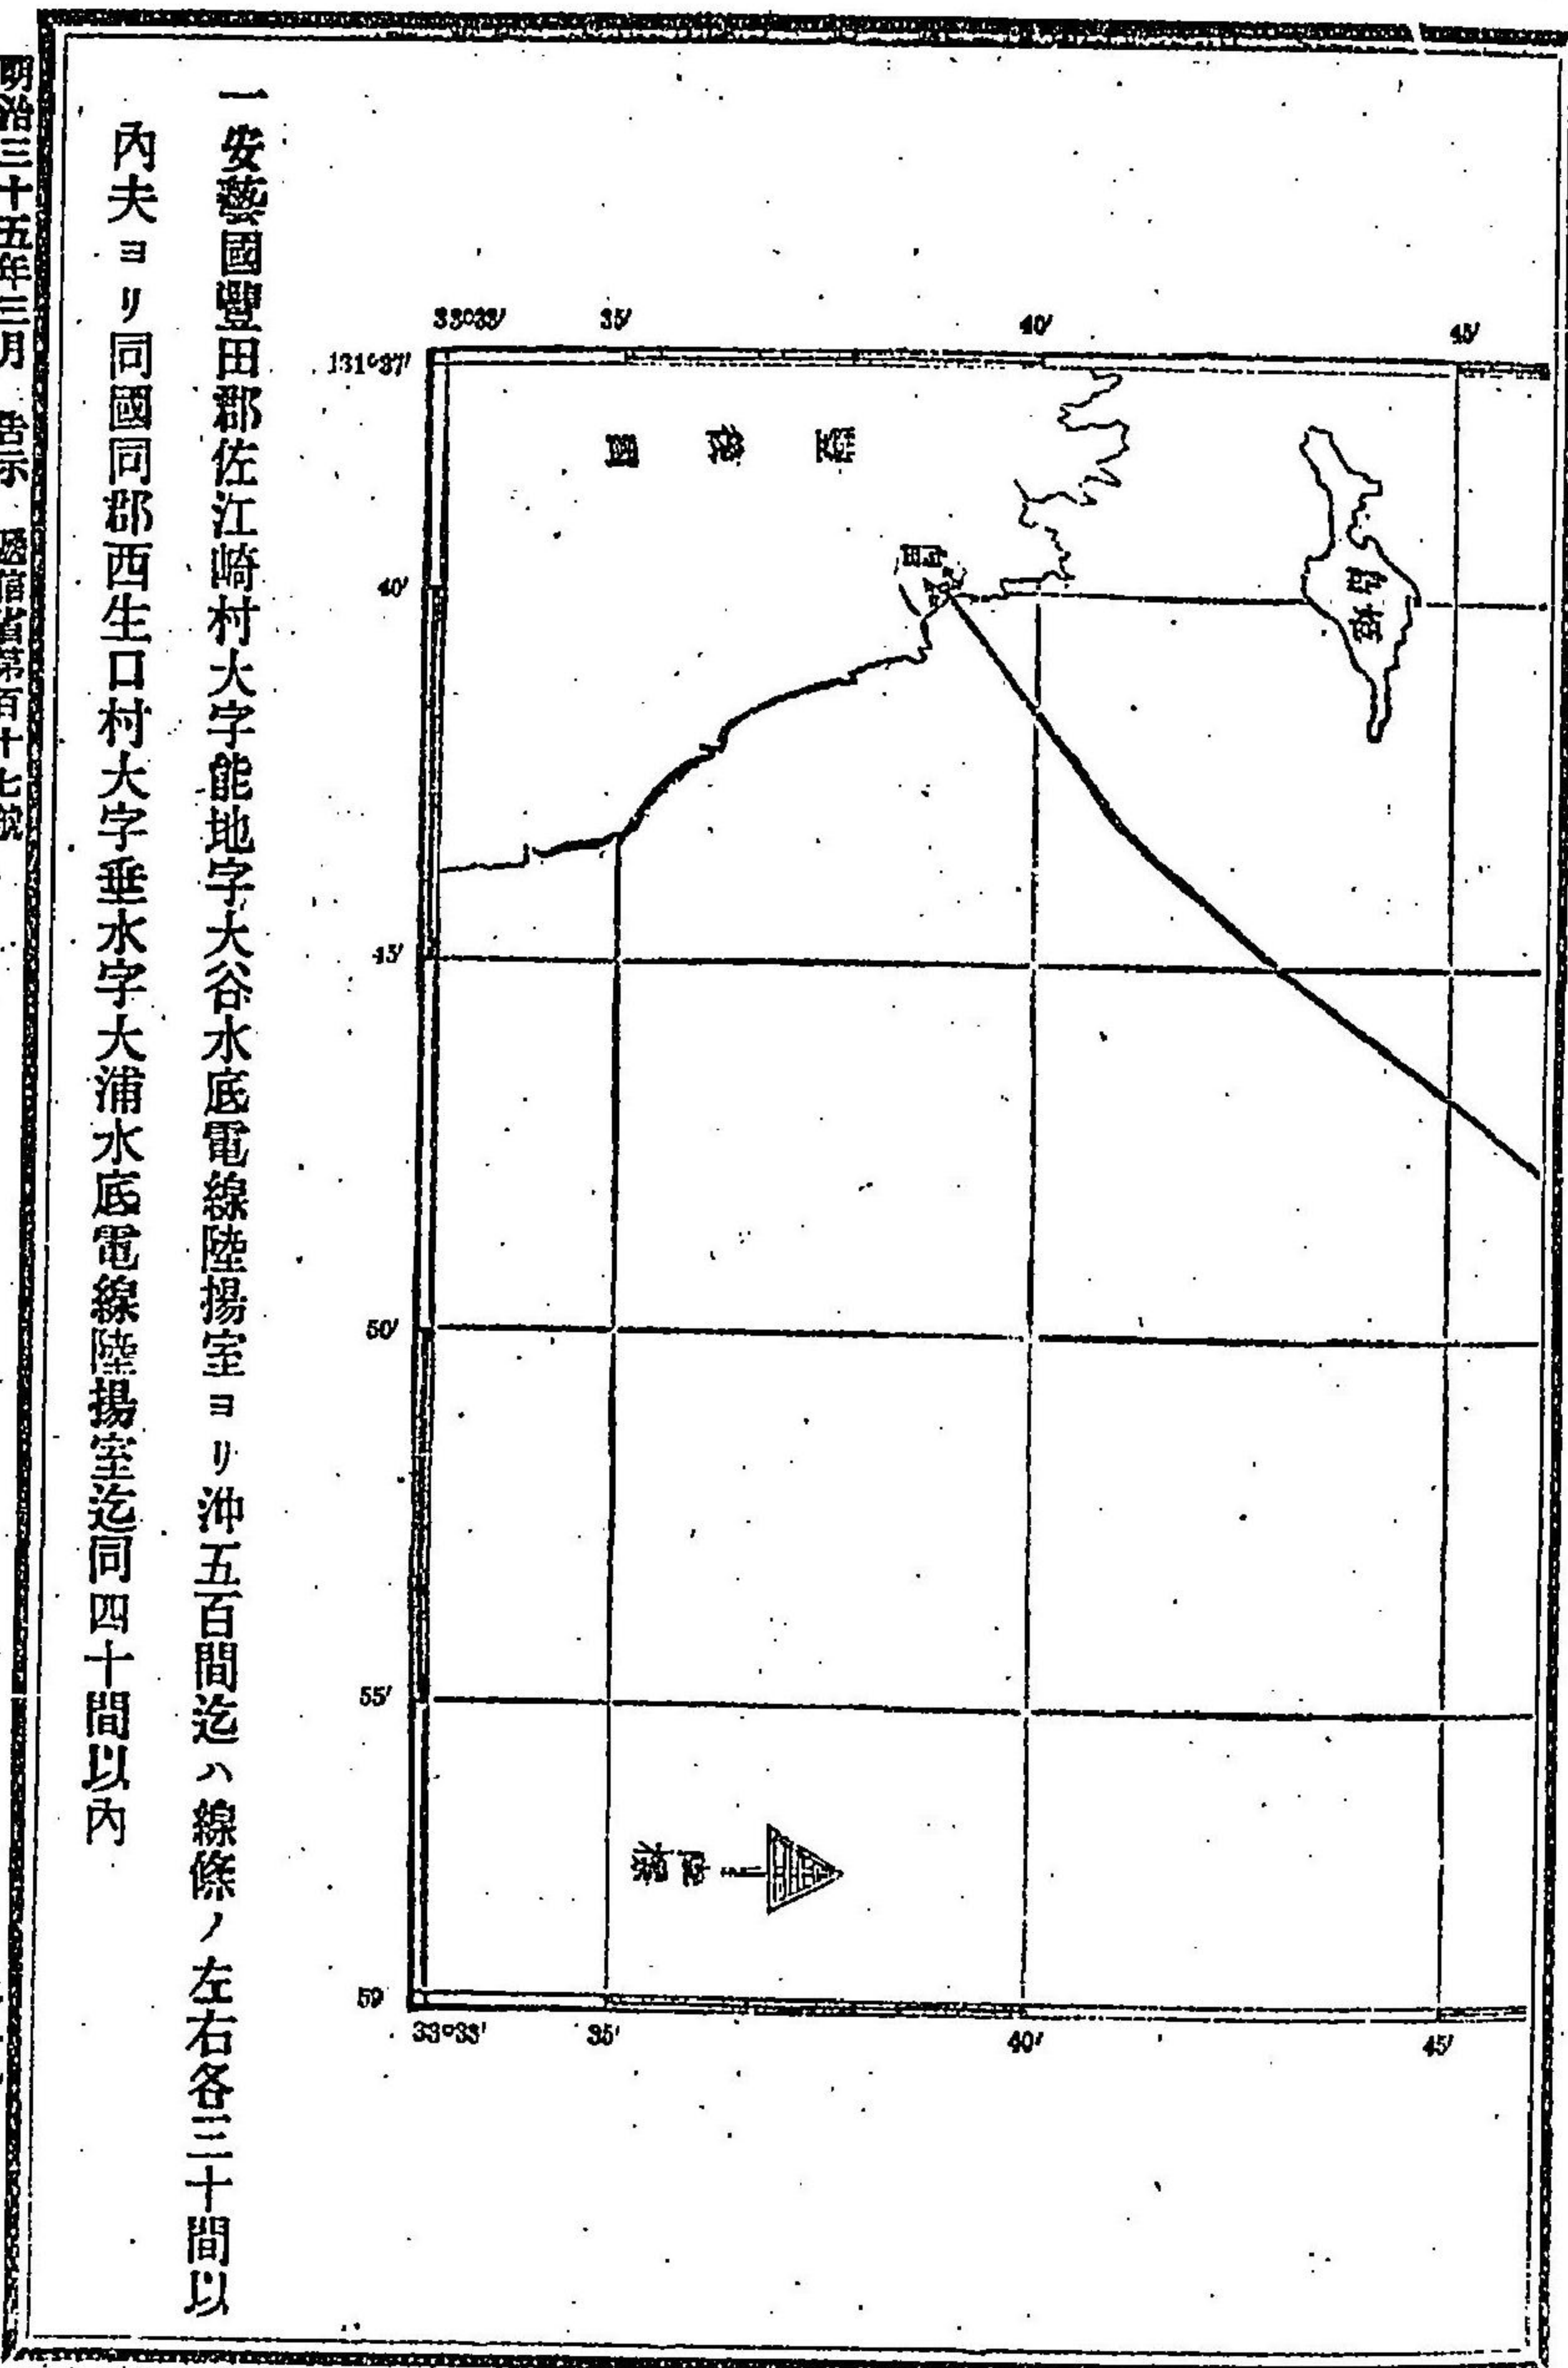 33°33′
35′
40′
45′
131°37′
40′
45′
50′
55′
59
33°33′
35′
40′
45′
豐後國
姬島
一安藝國豐田郡佐江崎村大字能地字大谷水底電線陸揚室ヨリ沖五百間迄ハ線條ノ左右各三十間以
內夫ヨリ同國同郡西生口村大字垂水字大浦水底電線陸揚室迄同四十間以內
明治三十五年三月 告示 遞信省第百十七號